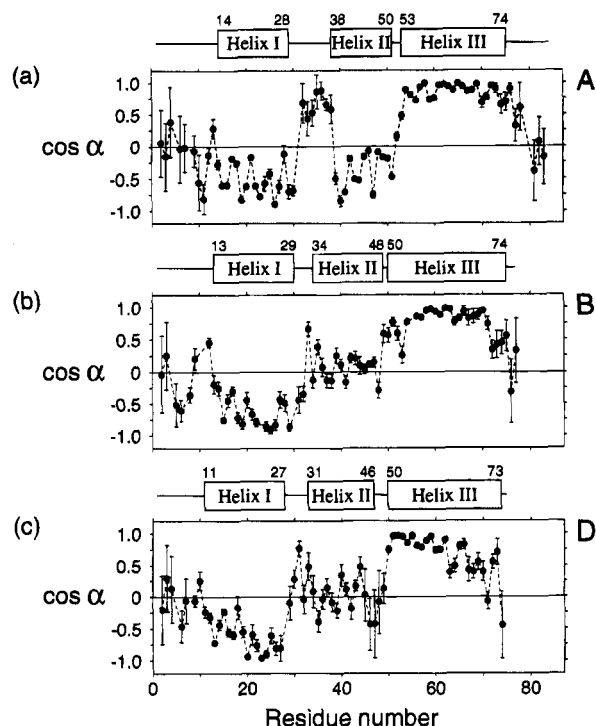 14 28 38 50 53 74
Helix I Helix II Helix III
(a) A
cos α
1.0
0.5
0
-0.5
-1.0
13 29 34 48 50 74
Helix I Helix II Helix III
(b) B
cos α
1.0
0.5
0
-0.5
-1.0
11 27 31 46 50 73
Helix I Helix II Helix III
(c) D
cos α
1.0
0.5
0
-0.5
-1.0
0 20 40 60 80
Residue number